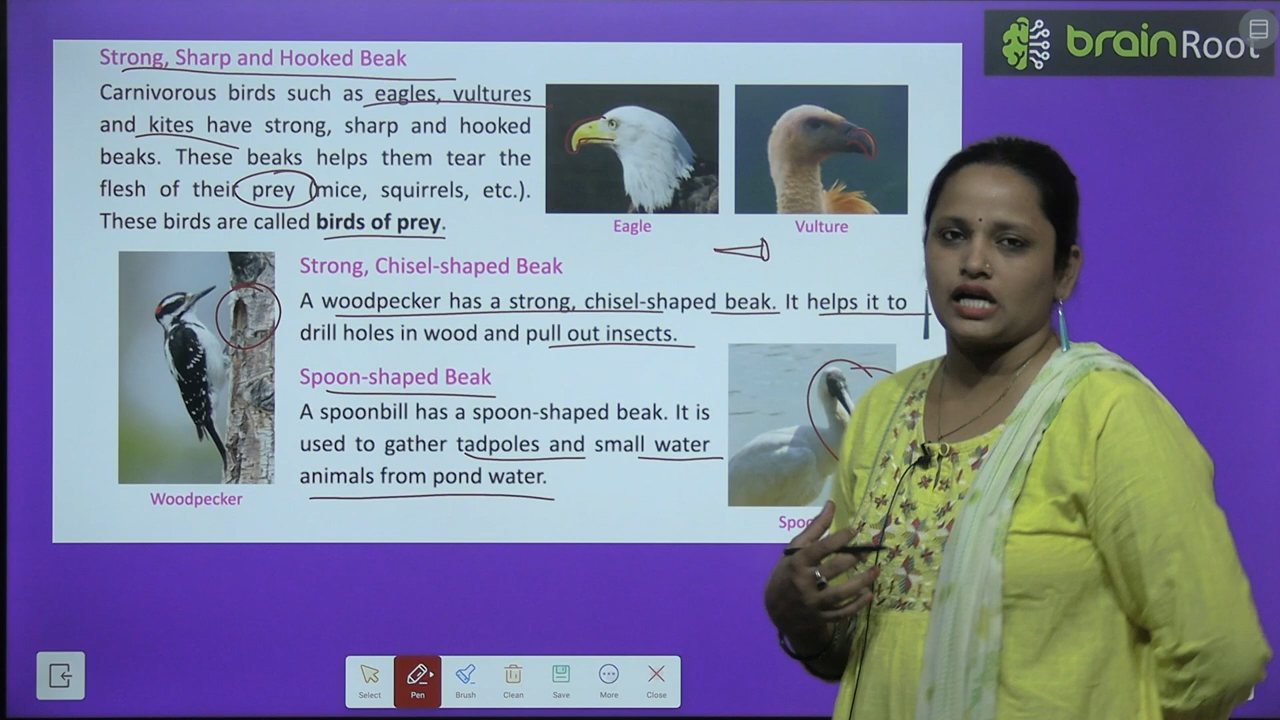 Strong, Sharp and Hooked Beak
Carnivorous birds such as eagles, vultures
and kites have strong, sharp and hooked
beaks. These beaks helps them tear the
flesh of their prey (mice, squirrels, etc.).
These birds are called birds of prey.
Eagle
Vulture
Strong, Chisel-shaped Beak
A woodpecker has a strong, chisel-shaped beak. It helps it to
drill holes in wood and pull out insects.
Spoon-shaped Beak
A spoonbill has a spoon-shaped beak. It is
used to gather tadpoles and small water
animals from pond water.
Woodpecker
brainRoot
Select
Pen
Brush
Clean
Save
More
Close